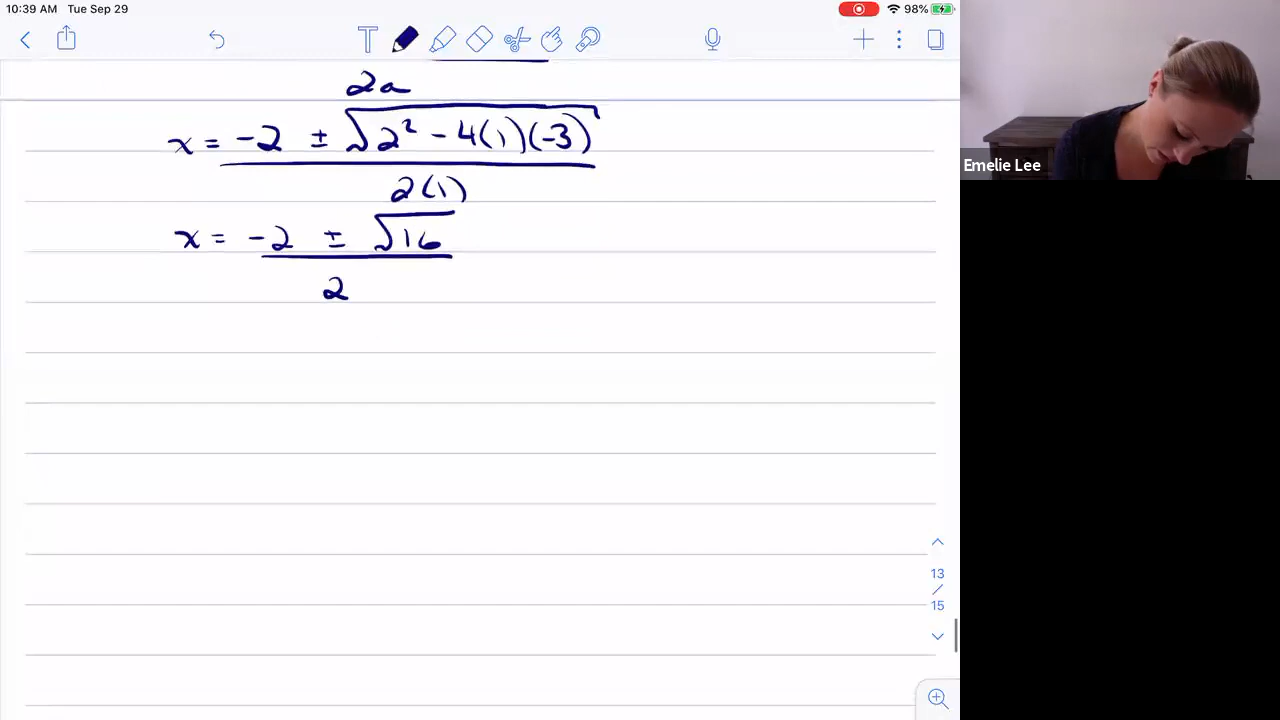 10:39 AM Tue Sep 29
98%
T
2a
x = -2 ± √2² - 4(1)(-3)
2(1)
x = -2 ± √16
2
Emelie Lee
13
/
15